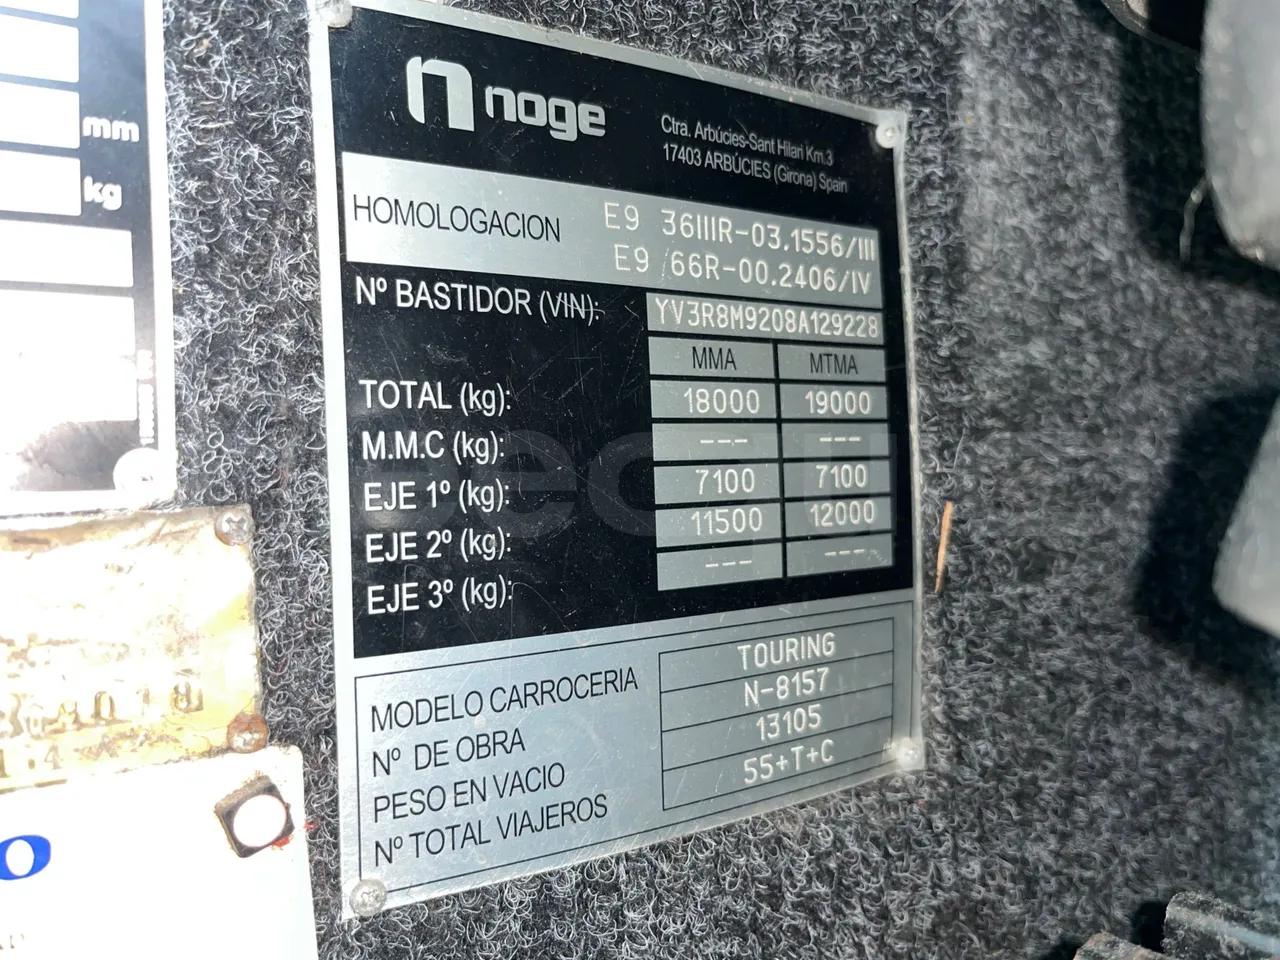 noge
Ctra. Arbúcies-Sant Hilari Km.3
17403 ARBÚCIES (Girona) Spain
HOMOLOGACION E9 36IIIR-03.1556/III
E9 66R-00.2406/IV
Nº BASTIDOR (VIN): YV3R8M9208A129228
MMA MTMA
TOTAL (kg): 18000 19000
M.M.C (kg): --- ---
EJE 1º (kg): 7100 7100
EJE 2º (kg): 11500 12000
EJE 3º (kg): --- ---
MODELO CARROCERIA TOURING
Nº DE OBRA N-8157
PESO EN VACIO 13105
Nº TOTAL VIAJEROS 55+T+C
mm
kg